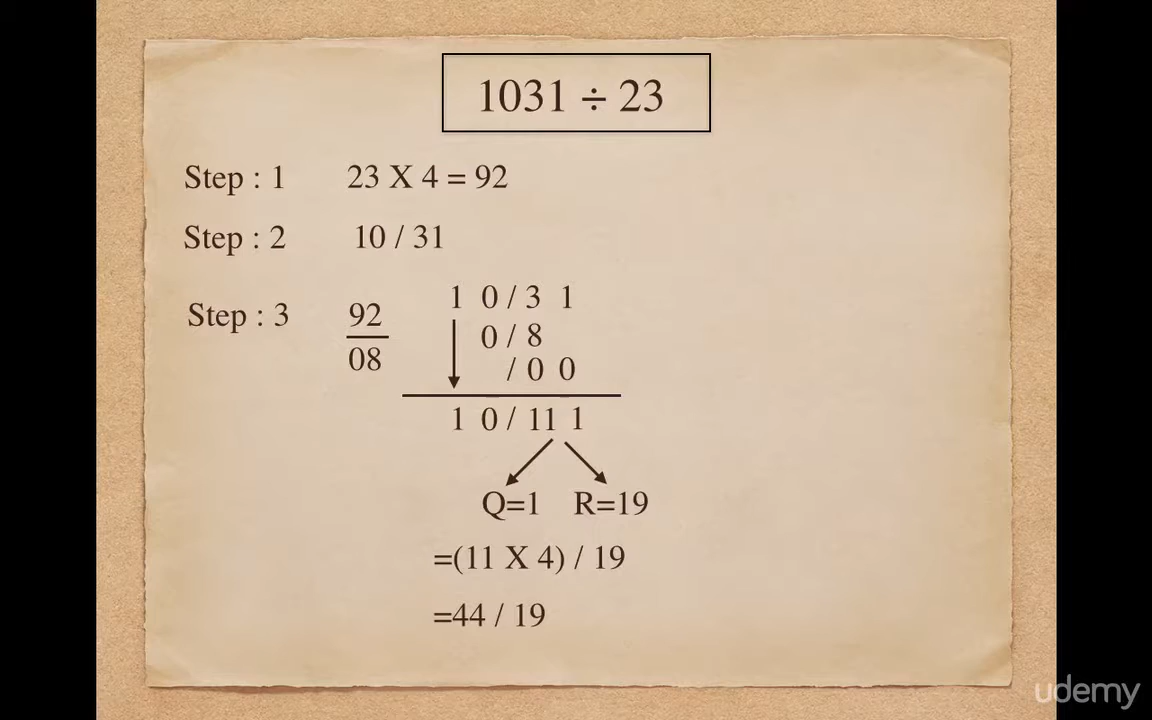 1031 ÷ 23
Step : 1 23 X 4 = 92
Step : 2 10 / 31
Step : 3 92
08
1 0 / 3 1
0 / 8
/ 0 0
1 0 / 11 1
Q=1 R=19
=(11 X 4) / 19
=44 / 19
udemy